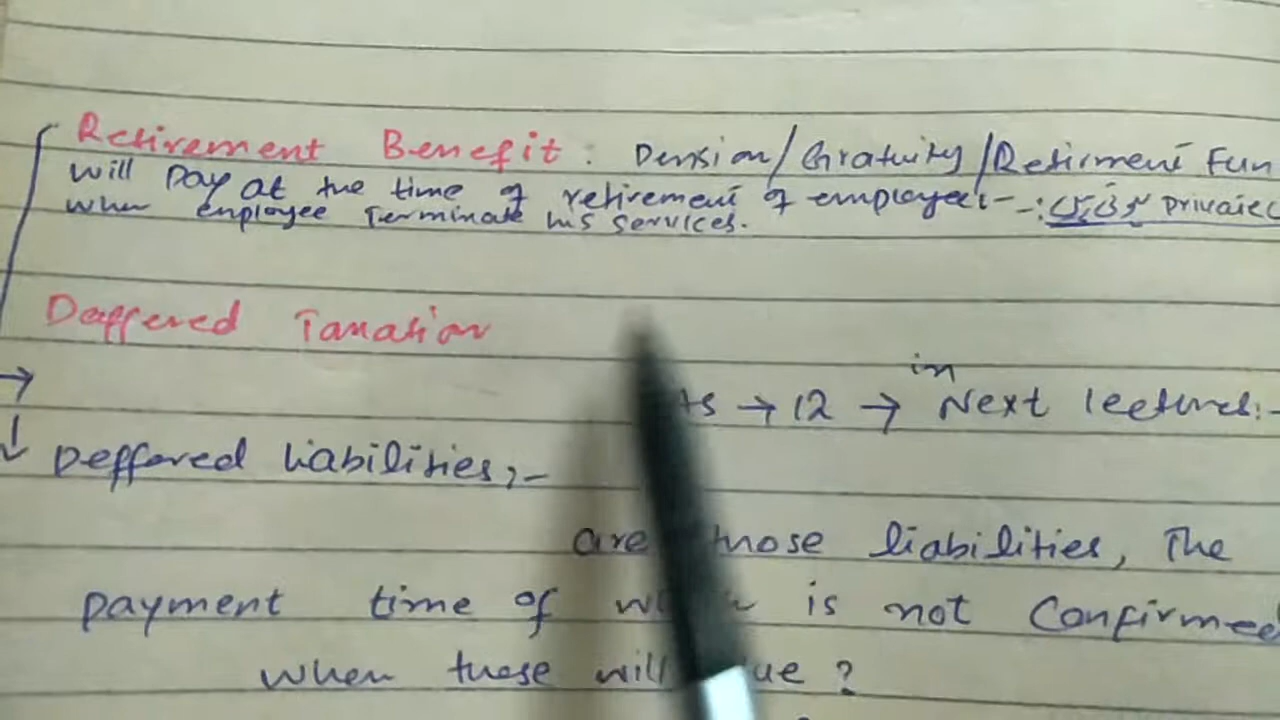 Retirement Benefit: Pension/Gratuity/Retirment Fun
will Pay at the time of retirement of employee:-
when employee Terminate his services.
Deffered Taxation
in
→ 12 → Next lecture:-
Deffered liabilities;-
are those liabilities, The
payment time of is not Confirmed
when these will ue ?